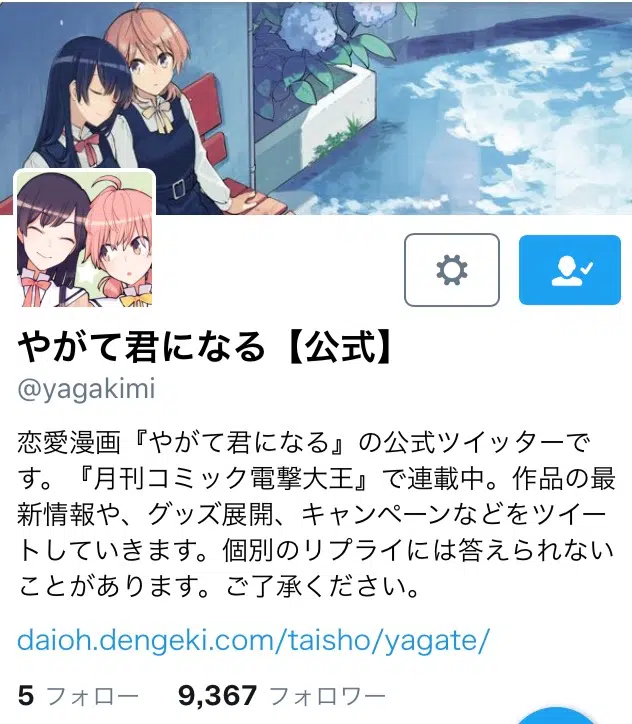 やがて君になる【公式】
@yagakimi
恋愛漫画『やがて君になる』の公式ツイッターで
す。『月刊コミック電撃大王』で連載中。作品の最
新情報や、グッズ展開、キャンペーンなどをツイー
トしていきます。個別のリプライには答えられない
ことがあります。ご了承ください。
daioh.dengeki.com/taisho/yagate/
5 フォロー 9,367 フォロワー